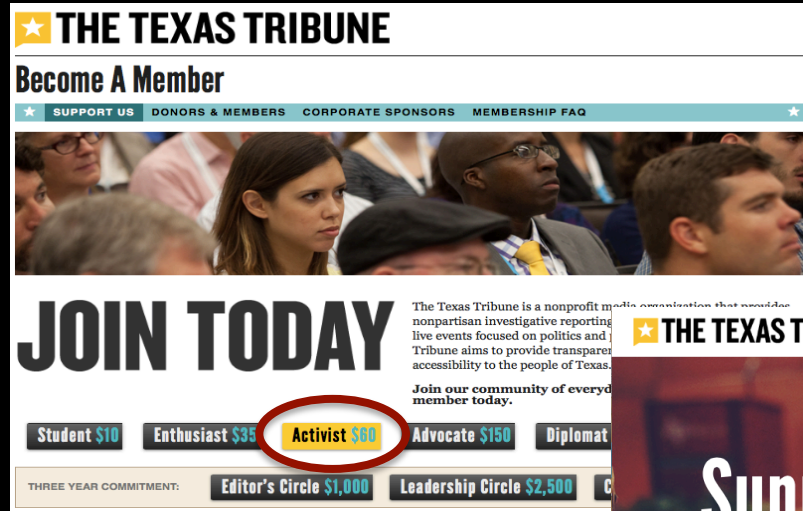 THE TEXAS TRIBUNE
Become A Member
SUPPORT US DONORS & MEMBERS CORPORATE SPONSORS MEMBERSHIP FAQ
JOIN TODAY
The Texas Tribune is a nonprofit media organization that provides
nonpartisan investigative reporting
live events focused on politics and
Tribune aims to provide
accessibility to the people of Texas.
Join our community of
member today.
THE TEXAS T
Student $10 Enthusiast $35 Activist $60 Advocate $150 Diplomat
THREE YEAR COMMITMENT: Editor's Circle $1,000 Leadership Circle $2,500